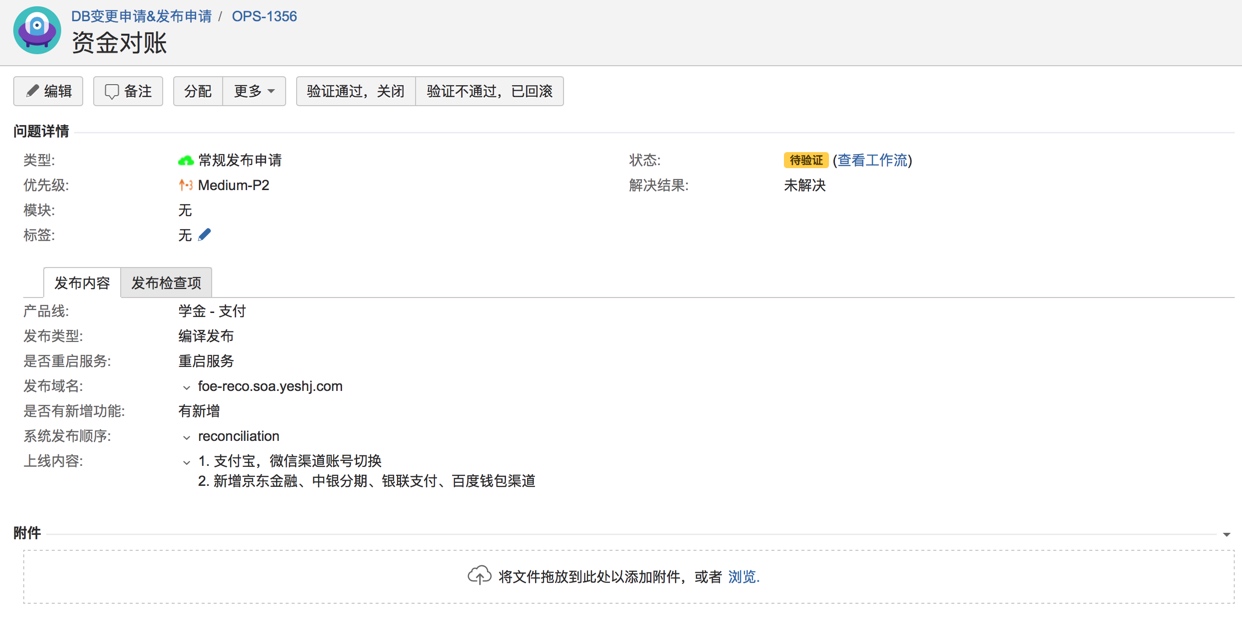 DB变更申请&发布申请 / OPS-1356
资金对账
编辑 备注 分配 更多 验证通过，关闭 验证不通过，已回滚
问题详情
类型: 常规发布申请 状态: 待验证 (查看工作流)
优先级: Medium-P2 解决结果: 未解决
模块: 无
标签: 无
发布内容 发布检查项
产品线: 学金 - 支付
发布类型: 编译发布
是否重启服务: 重启服务
发布域名: foe-reco.soa.yeshj.com
是否有新增功能: 有新增
系统发布顺序: reconciliation
上线内容: 1. 支付宝，微信渠道账号切换
2. 新增京东金融、中银分期、银联支付、百度钱包渠道
附件
将文件拖放到此处以添加附件，或者 浏览.